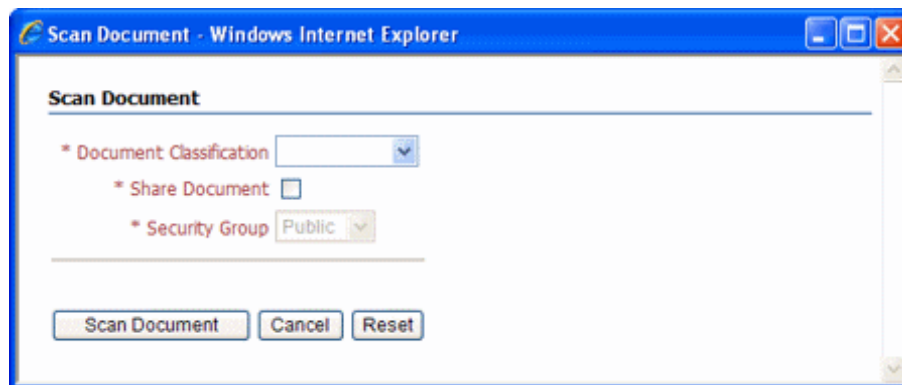 Scan Document - Windows Internet Explorer
Scan Document
* Document Classification
* Share Document
* Security Group Public
Scan Document Cancel Reset